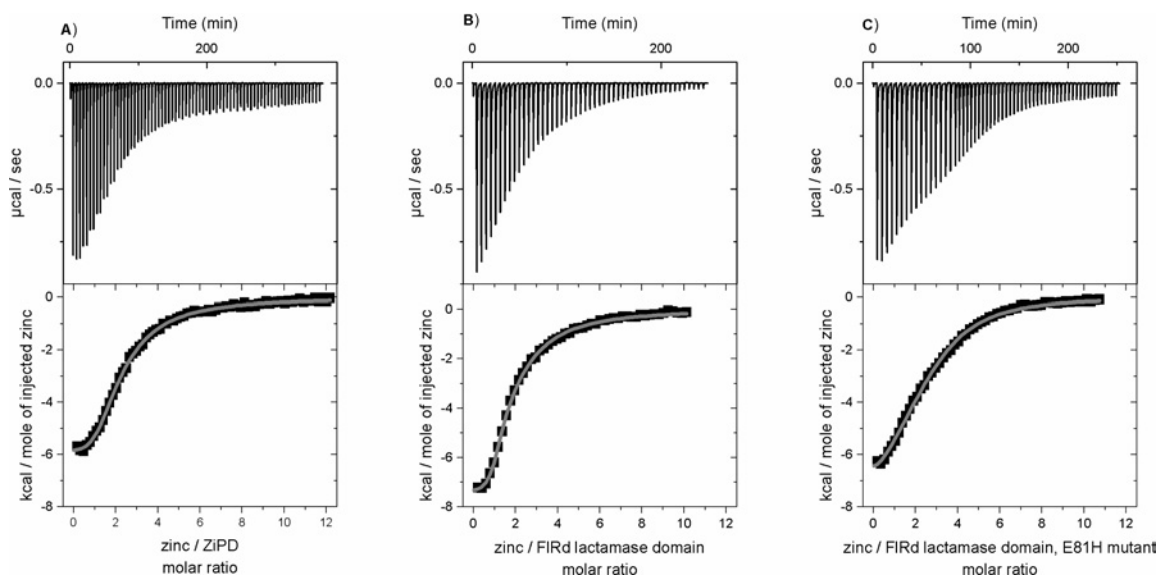 A)
Time (min)
0 200
0.0
-0.5
µcal / sec
0
-2
-4
-6
-8
kcal / mole of injected zinc
0 2 4 6 8 10 12
zinc / ZiPD
molar ratio
B)
Time (min)
0 100 200
0.0
-0.5
µcal / sec
0
-2
-4
-6
-8
kcal / mole of injected zinc
0 2 4 6 8 10 12
zinc / FlRd lactamase domain
molar ratio
C)
Time (min)
0 50 100 150 200
0.0
-0.5
µcal / sec
0
-2
-4
-6
-8
kcal / mole of injected zinc
0 2 4 6 8 10 12
zinc / FlRd lactamase domain, E81H mutant
molar ratio